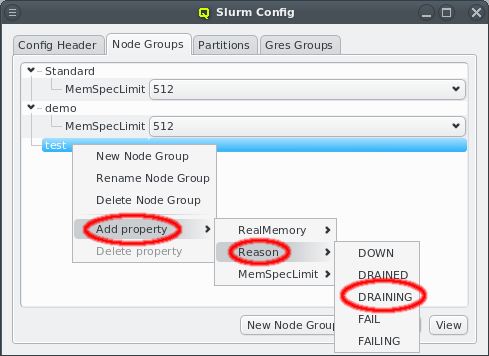 Slurm Config
Config Header Node Groups Partitions Gres Groups
Standard
MemSpecLimit 512
demo
MemSpecLimit 512
test
New Node Group
Rename Node Group
Delete Node Group
Add property
Delete property
RealMemory
Reason
MemSpecLimit
DOWN
DRAINED
DRAINING
FAIL
FAILING
New Node Group
View